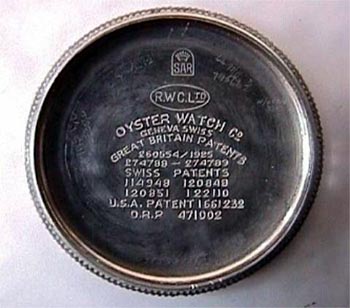 SAR
R.W.C.LTD
OYSTER WATCH Co
GENEVA SWISS
GREAT BRITAIN PATENTS
260554/1925
274788 - 274789
SWISS PATENTS
114948 120848
120851 122110
U.S.A. PATENT 1661232
D.R.P 471002